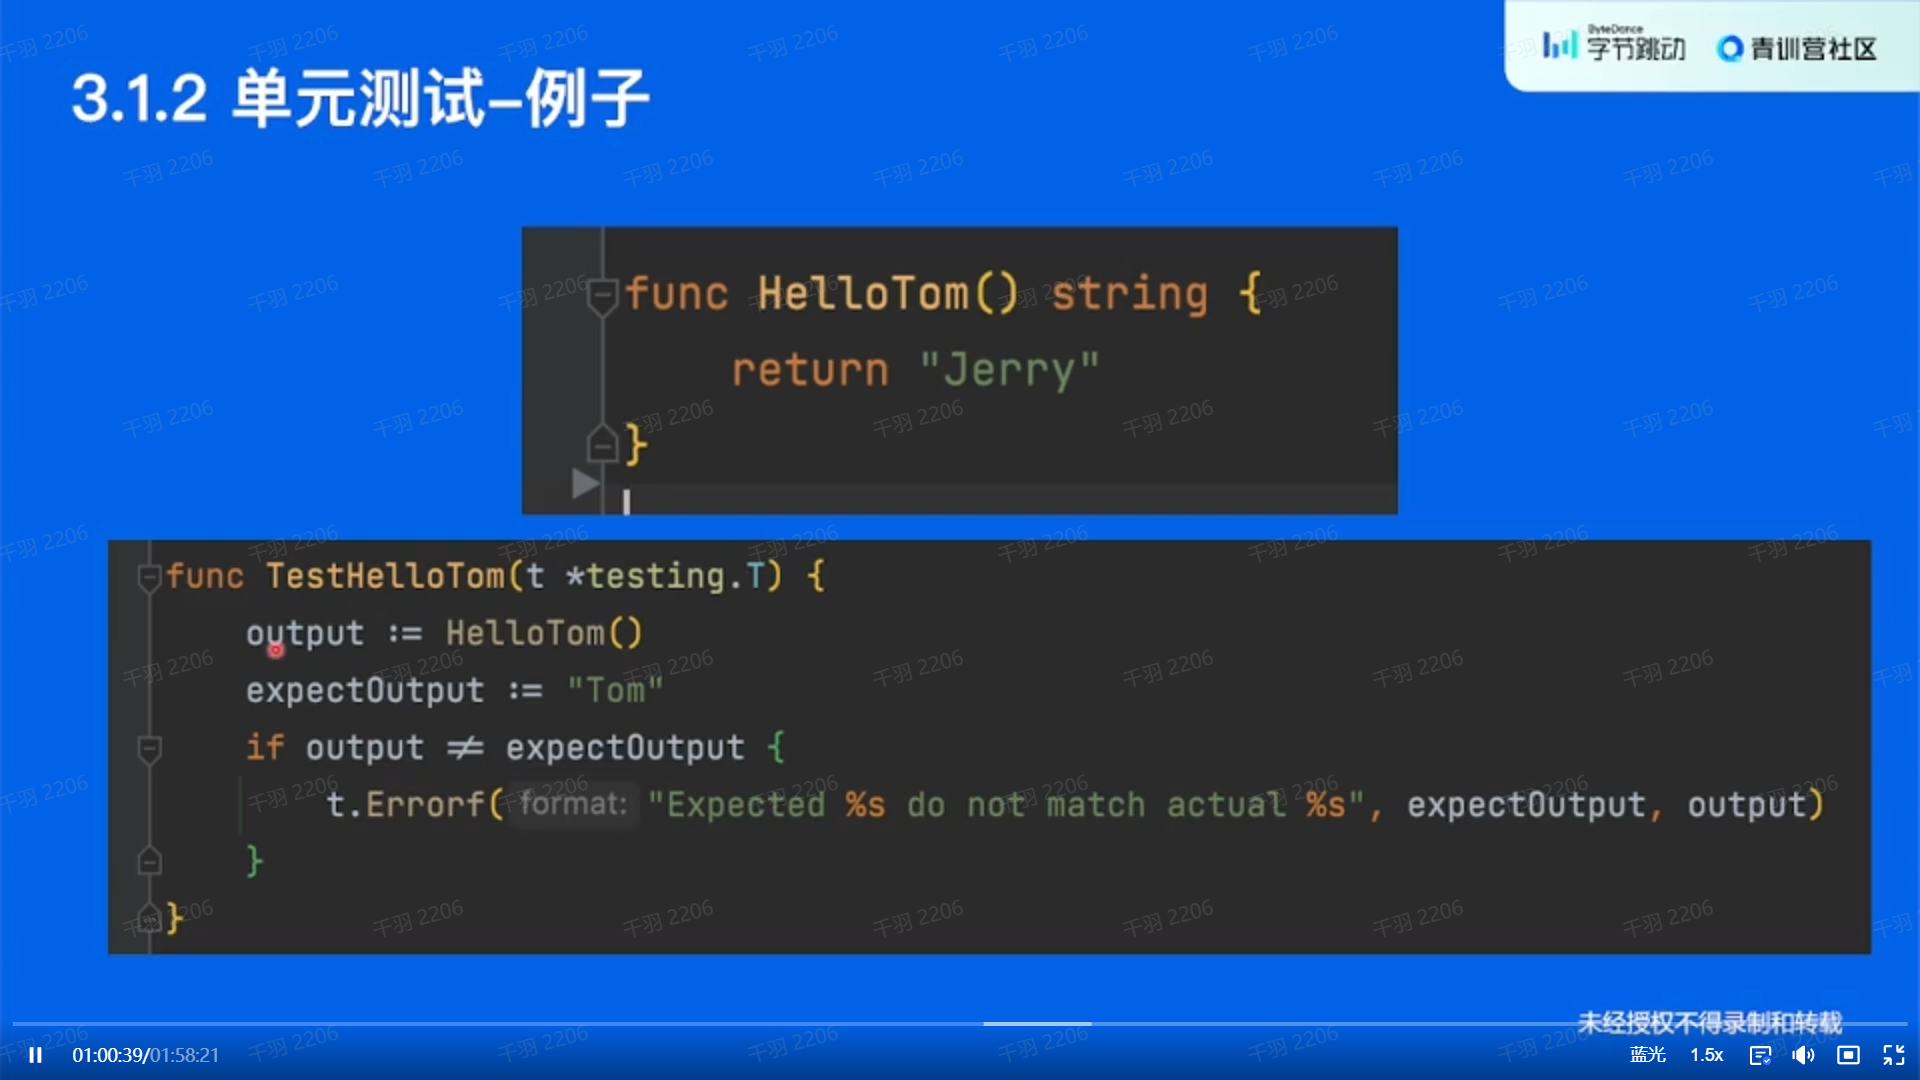 ByteDance
字节跳动 青训营社区
3.1.2 单元测试-例子
func HelloTom() string {
return "Jerry"
}
func TestHelloTom(t *testing.T) {
output := HelloTom()
expectOutput := "Tom"
if output ≠ expectOutput {
t.Errorf( format: "Expected %s do not match actual %s", expectOutput, output)
}
}
未经授权不得录制和转载
01:00:39/01:58:21 蓝光 1.5x
千羽 2206